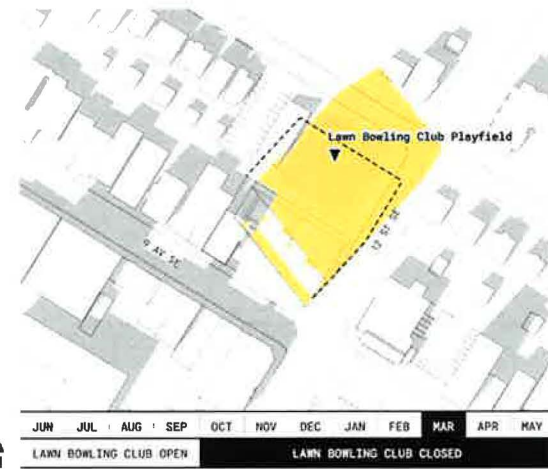 Lawn Bowling Club Playfield
9 AV SE
12 ST SE
JUN JUL AUG SEP OCT NOV DEC JAN FEB MAR APR MAY
LAWN BOWLING CLUB OPEN LAWN BOWLING CLUB CLOSED